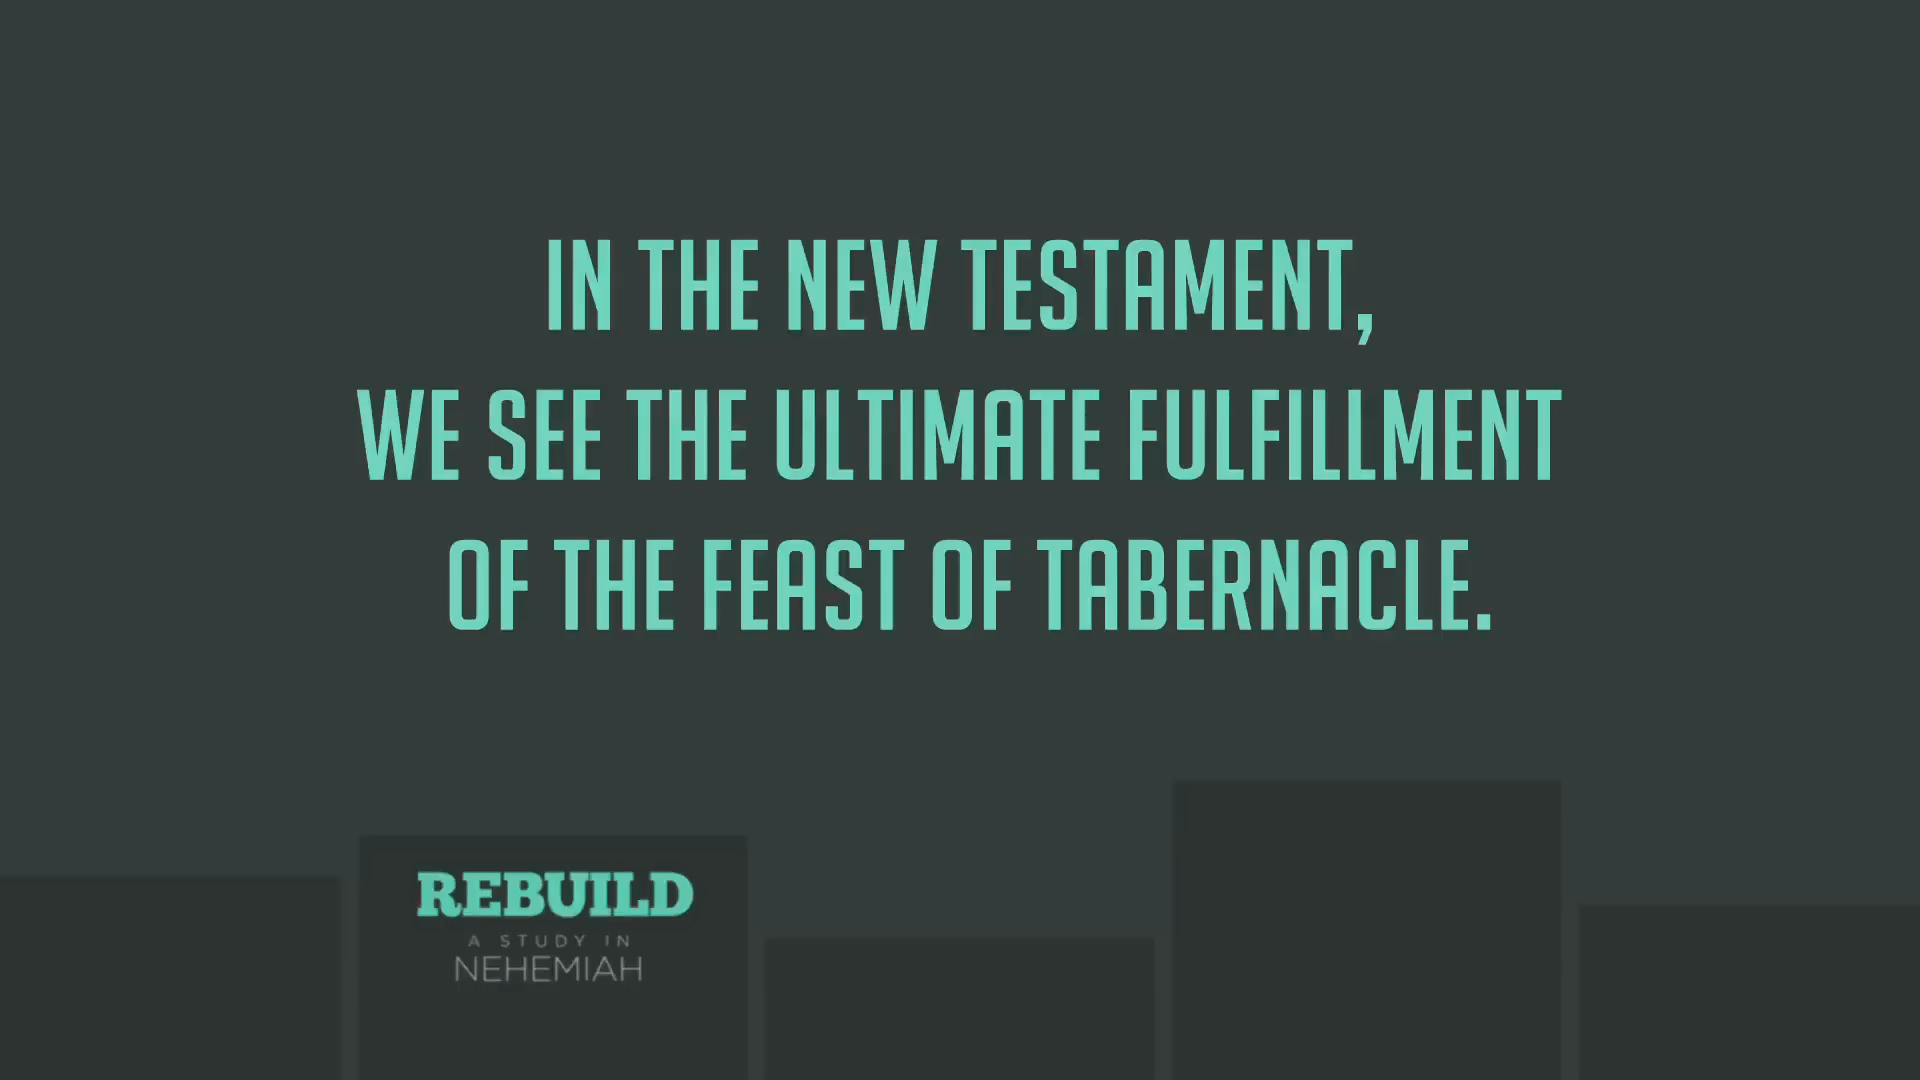 IN THE NEW TESTAMENT,
WE SEE THE ULTIMATE FULFILLMENT
OF THE FEAST OF TABERNACLE.
REBUILD
A STUDY IN
NEHEMIAH